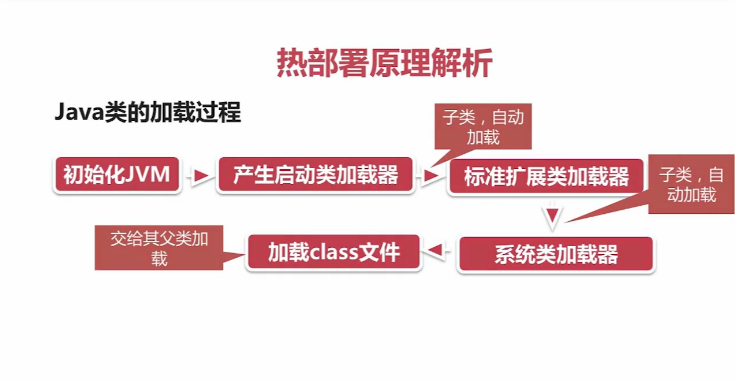 热部署原理解析
Java类的加载过程
子类，自动
加载
初始化JVM
产生启动类加载器
标准扩展类加载器
子类，自
动加载
交给其父类加
载
加载class文件
系统类加载器